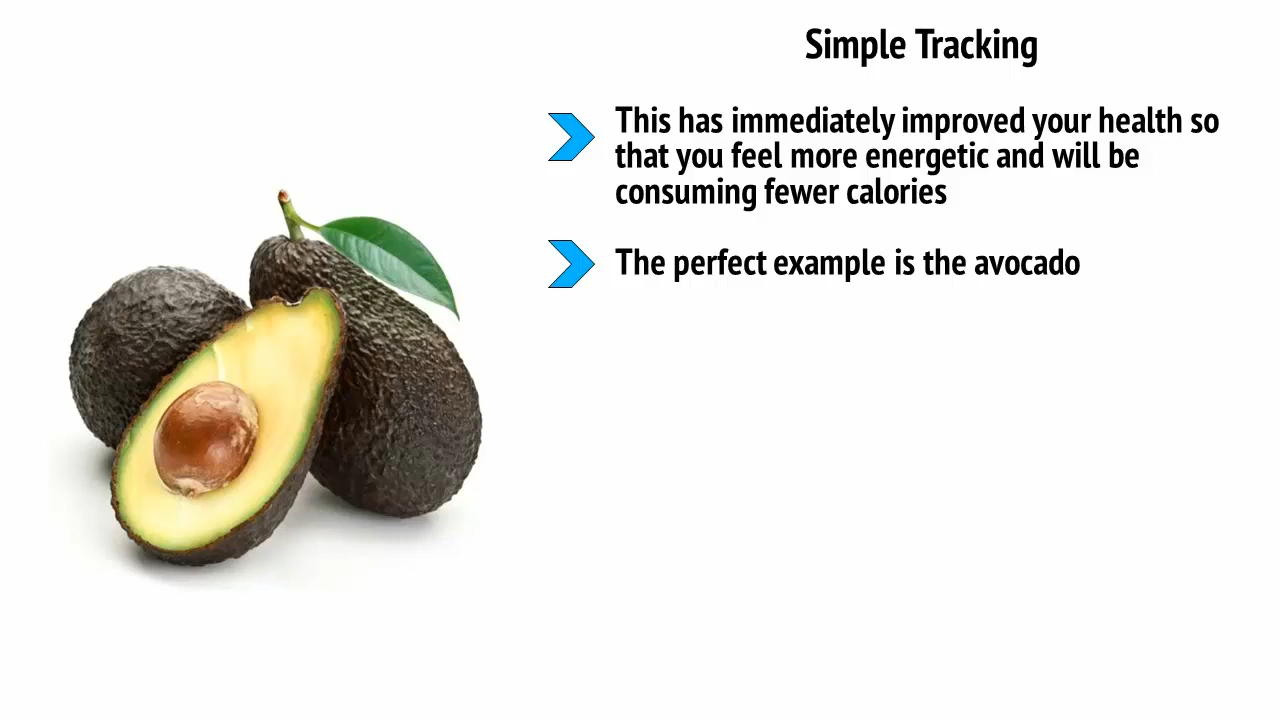 Simple Tracking
This has immediately improved your health so
that you feel more energetic and will be
consuming fewer calories
The perfect example is the avocado